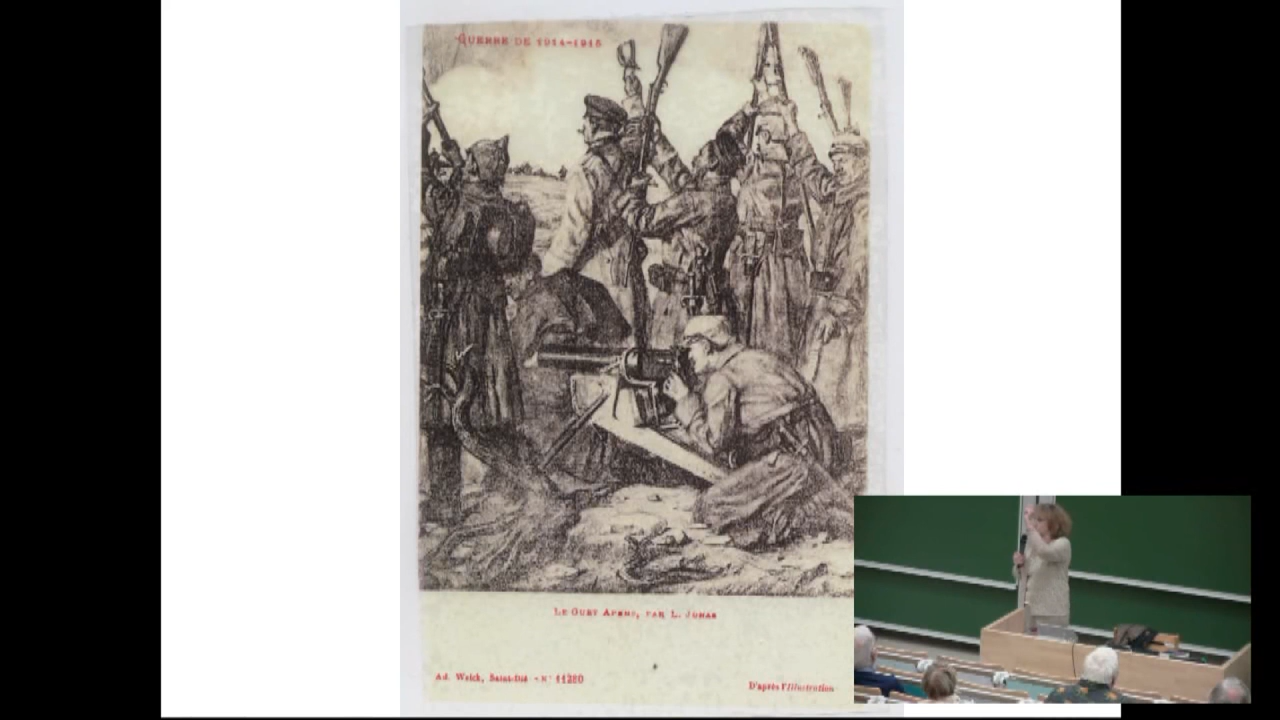 GUERRE DE 1914-1915
LE GUET APENS, PAR L. JONAS
Ad. Weick, Saint-Dié - N° 11280
D'après l'Illustration